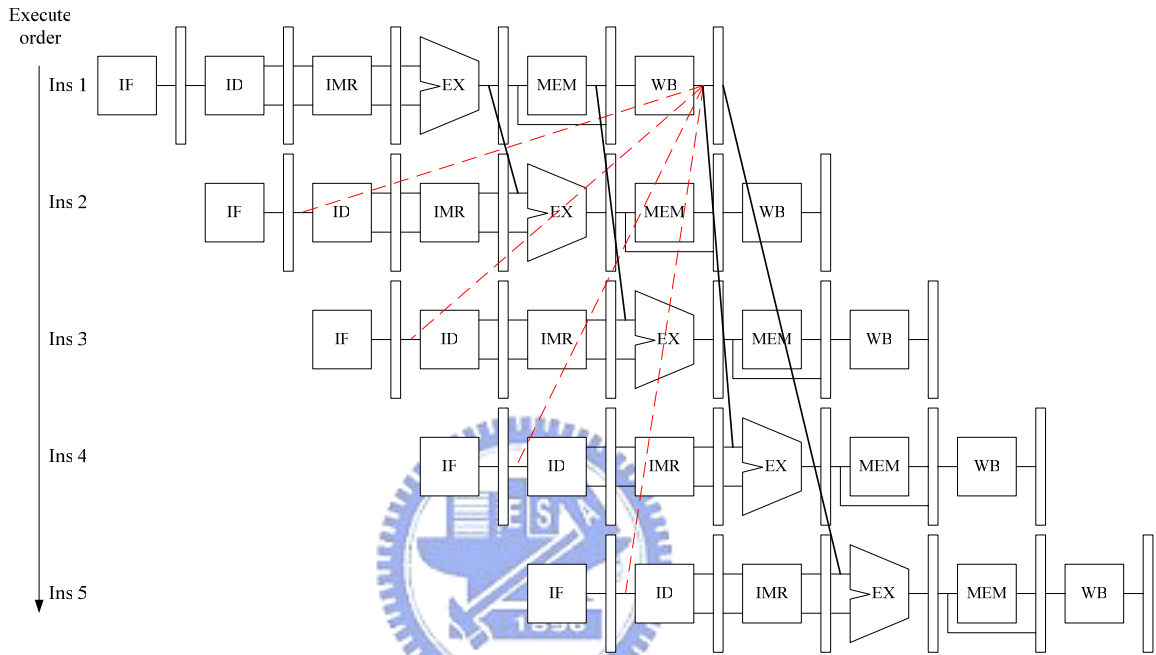 Execute
order
Ins 1 IF ID IMR EX MEM WB
Ins 2 IF ID IMR EX MEM WB
Ins 3 IF ID IMR EX MEM WB
Ins 4 IF ID IMR EX MEM WB
Ins 5 IF ID IMR EX MEM WB
E S A
1896